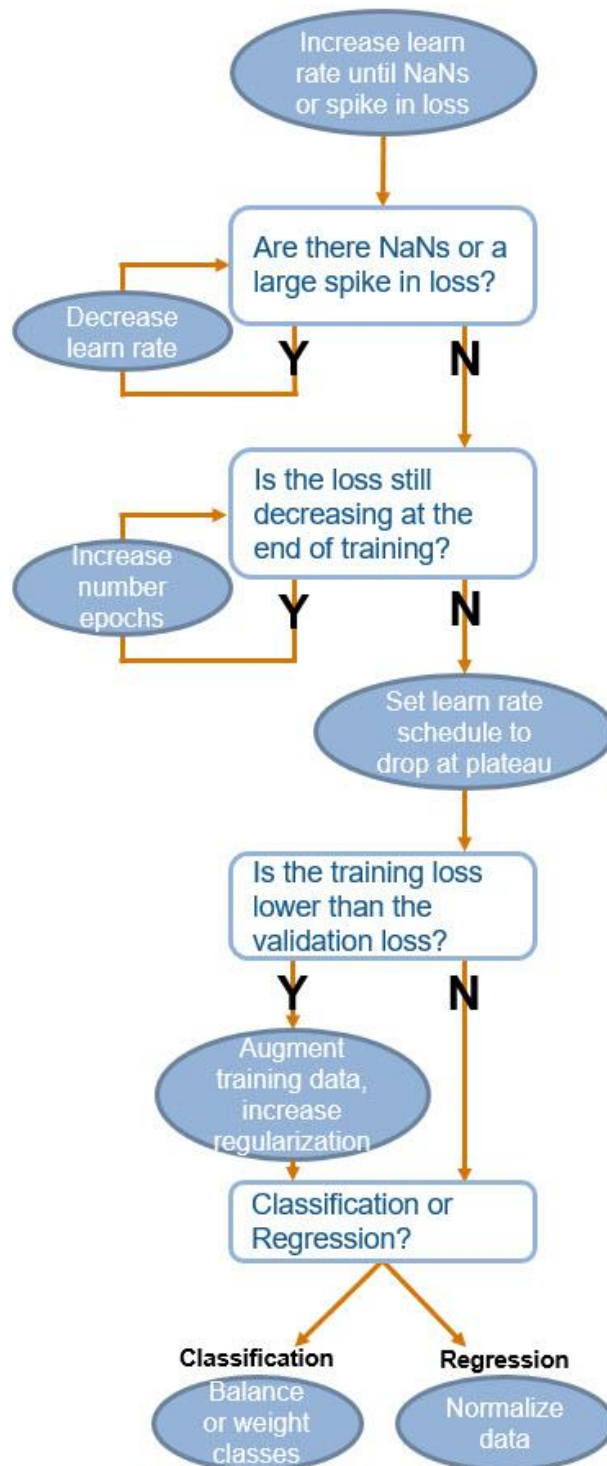 Increase learn
rate until NaNs
or spike in loss
Are there NaNs or a
large spike in loss?
Decrease
learn rate
Y
N
Is the loss still
decreasing at the
end of training?
Increase
number
epochs
Y
N
Set learn rate
schedule to
drop at plateau
Is the training loss
lower than the
validation loss?
Y
N
Augment
training data,
increase
regularization
Classification or
Regression?
Classification
Regression
Balance
or weight
classes
Normalize
data